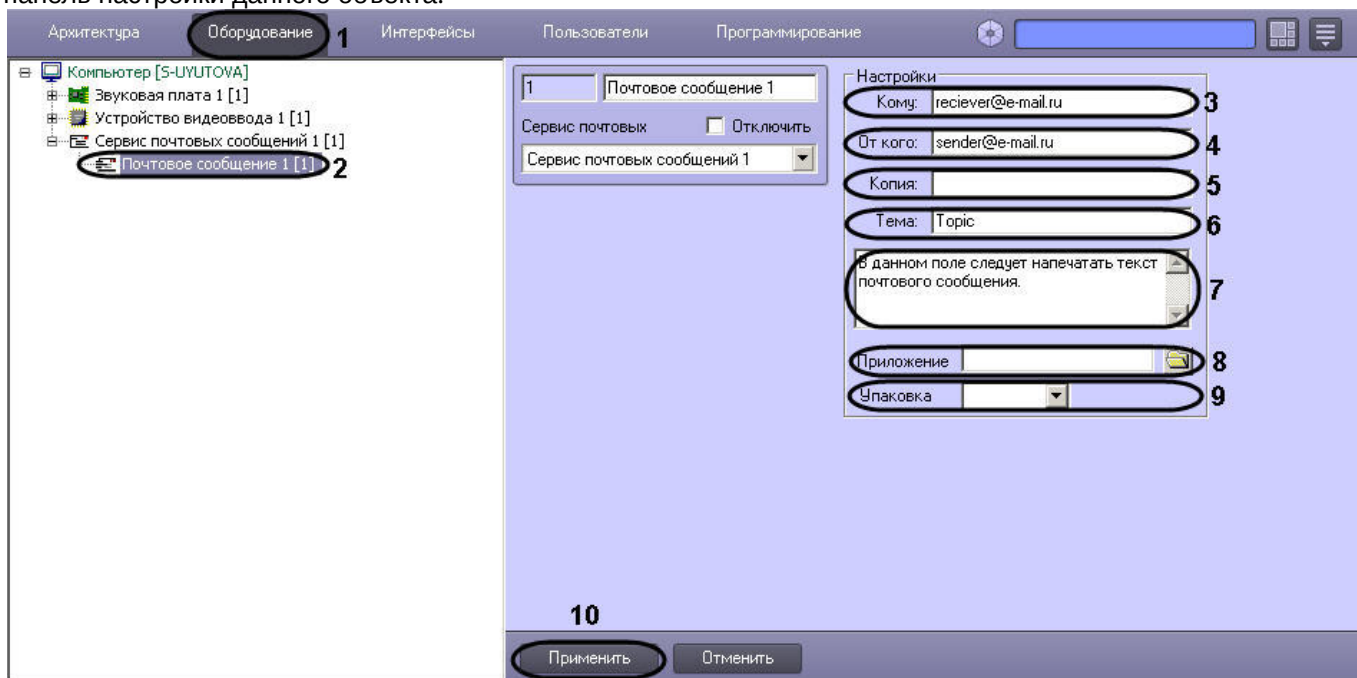 панель настройки данного объекта.
Архитектура Оборудование 1 Интерфейсы Пользователи Программирование
Компьютер [S-UYUTOVA]
Звуковая плата 1 [1]
Устройство видеоввода 1 [1]
Сервис почтовых сообщений 1 [1]
Почтовое сообщение 1 [1] 2
1 Почтовое сообщение 1
Сервис почтовых Отключить
Сервис почтовых сообщений 1
Настройки
Кому: reciever@e-mail.ru 3
От кого: sender@e-mail.ru 4
Копия: 5
Тема: Topic 6
В данном поле следует напечатать текст
почтового сообщения. 7
Приложение 8
Упаковка 9
10
Применить Отменить